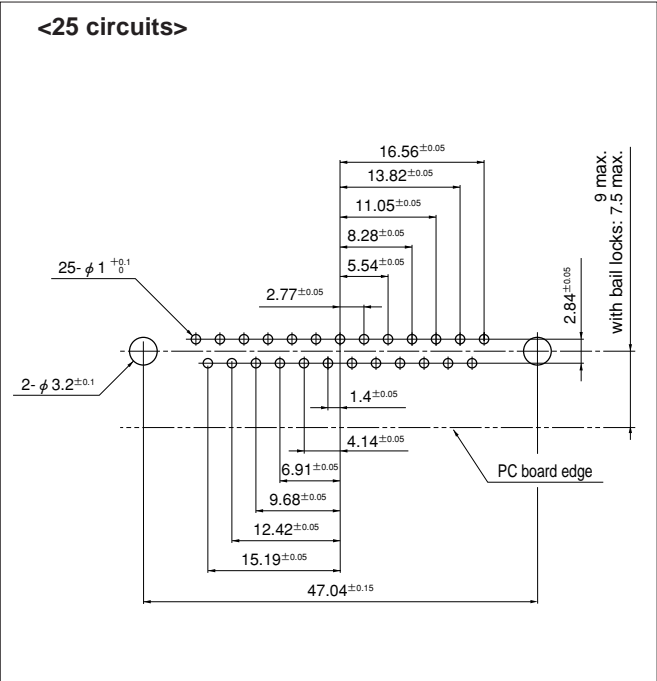 <25 circuits>
16.56±0.05
13.82±0.05
11.05±0.05
8.28±0.05
5.54±0.05
2.77±0.05
25- φ 1 +0.1 0
2- φ 3.2±0.1
2.84±0.05
9 max.
with bail locks: 7.5 max.
1.4±0.05
4.14±0.05
6.91±0.05
PC board edge
9.68±0.05
12.42±0.05
15.19±0.05
47.04±0.15